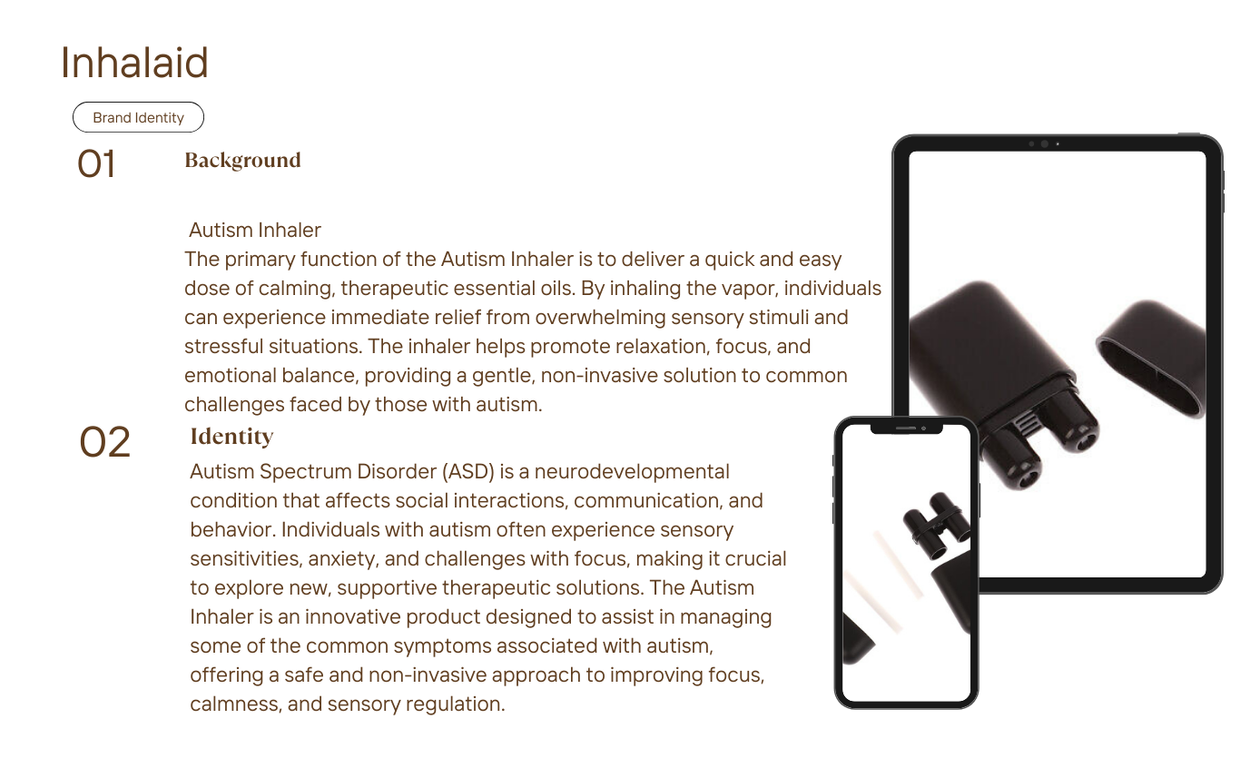 Inhalaid
Brand Identity
01
Background
Autism Inhaler
The primary function of the Autism Inhaler is to deliver a quick and easy
dose of calming, therapeutic essential oils. By inhaling the vapor, individuals
can experience immediate relief from overwhelming sensory stimuli and
stressful situations. The inhaler helps promote relaxation, focus, and
emotional balance, providing a gentle, non-invasive solution to common
challenges faced by those with autism.
02
Identity
Autism Spectrum Disorder (ASD) is a neurodevelopmental
condition that affects social interactions, communication, and
behavior. Individuals with autism often experience sensory
sensitivities, anxiety, and challenges with focus, making it crucial
to explore new, supportive therapeutic solutions. The Autism
Inhaler is an innovative product designed to assist in managing
some of the common symptoms associated with autism,
offering a safe and non-invasive approach to improving focus,
calmness, and sensory regulation.